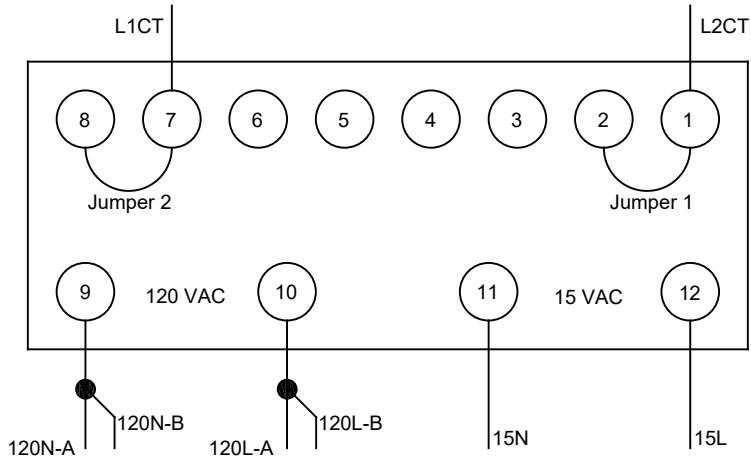 L1CT
L2CT
8 7 6 5 4 3 2 1
Jumper 2
Jumper 1
9 120 VAC 10 11 15 VAC 12
120N-B
120L-B
120N-A
120L-A
15N
15L